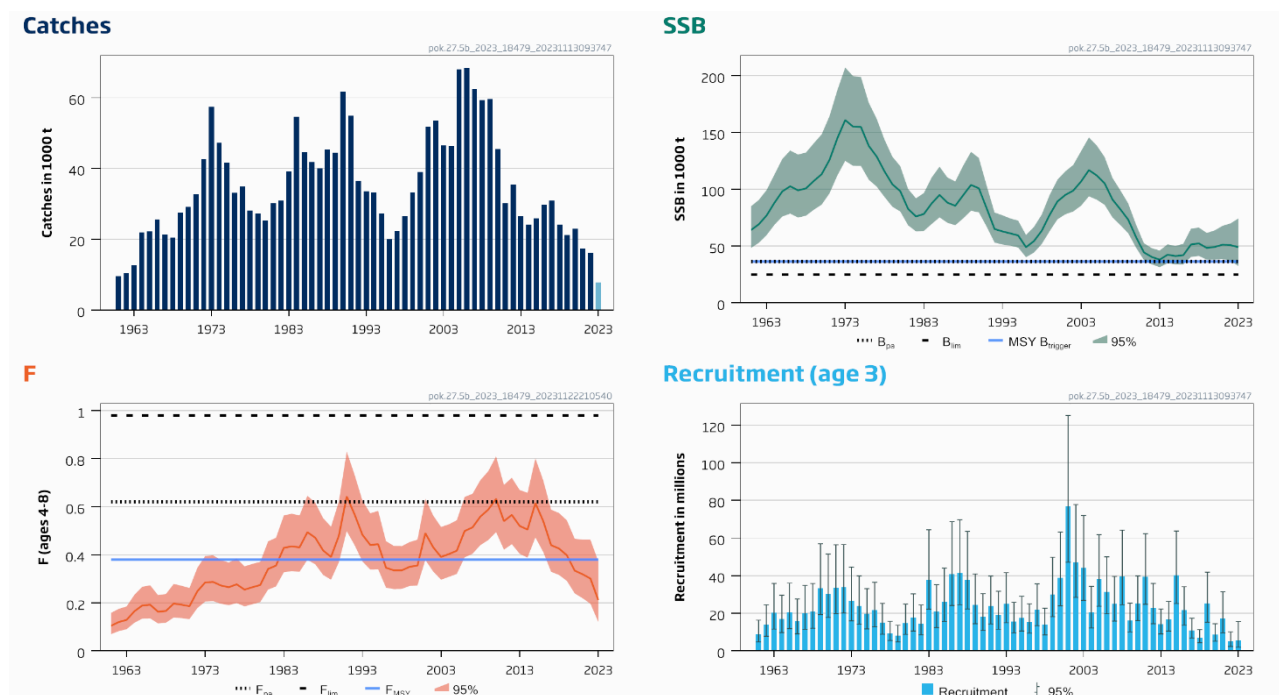 Catches
pok.27.5b_2023_18479_20231113093747
Catches in 1000 t
60
40
20
0
1963 1973 1983 1993 2003 2013 2023
SSB
pok.27.5b_2023_18479_20231113093747
SSB in 1000 t
200
150
100
50
0
1963 1973 1983 1993 2003 2013 2023
Bpa Blim MSY Btrigger 95%
F
pok.27.5b_2023_18479_20231122210540
F (ages 4-8)
1
0.8
0.6
0.4
0.2
0
1963 1973 1983 1993 2003 2013 2023
Fpa Flim FMSY 95%
Recruitment (age 3)
pok.27.5b_2023_18479_20231113093747
Recruitment in millions
120
100
80
60
40
20
0
1963 1973 1983 1993 2003 2013 2023
Recruitment 95%